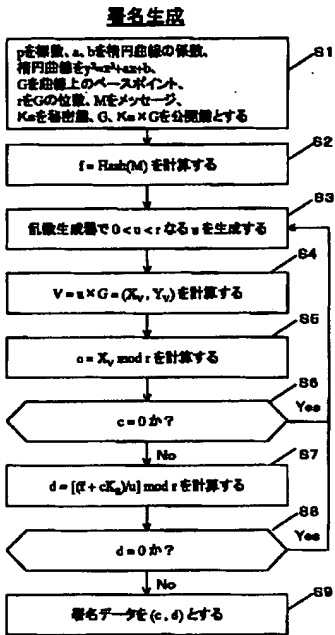 署名生成
S1
pを標数、a、bを楕円曲線の係数、
楕円曲線をy²=x³+ax+b、
Gを曲線上のベースポイント、
rをGの位数、Mをメッセージ、
Ksを秘密鍵、G、Ks×Gを公開鍵とする
S2
f = Hash(M) を計算する
S3
乱数生成器で 0 < u < r なる u を生成する
S4
V = u × G = (Xv , Yv) を計算する
S5
c = Xv mod r を計算する
S6
c = 0 か?
Yes
No
S7
d = [(f + cKs)/u] mod r を計算する
S8
d = 0 か?
Yes
No
S9
署名データを (c , d) とする